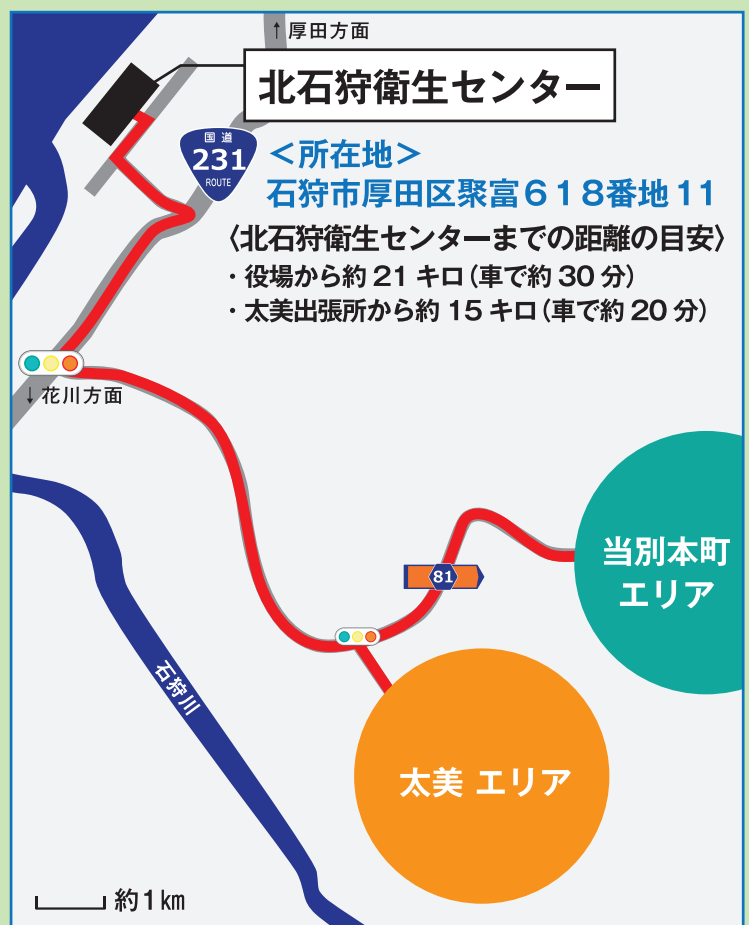 ↑厚田方面
北石狩衛生センター
国道
231
ROUTE
＜所在地＞
石狩市厚田区聚富618番地11
〈北石狩衛生センターまでの距離の目安〉
・役場から約 21 キロ（車で約 30 分）
・太美出張所から約 15 キロ（車で約 20 分）
↓花川方面
当別本町
エリア
81
石狩川
太美 エリア
約1㎞